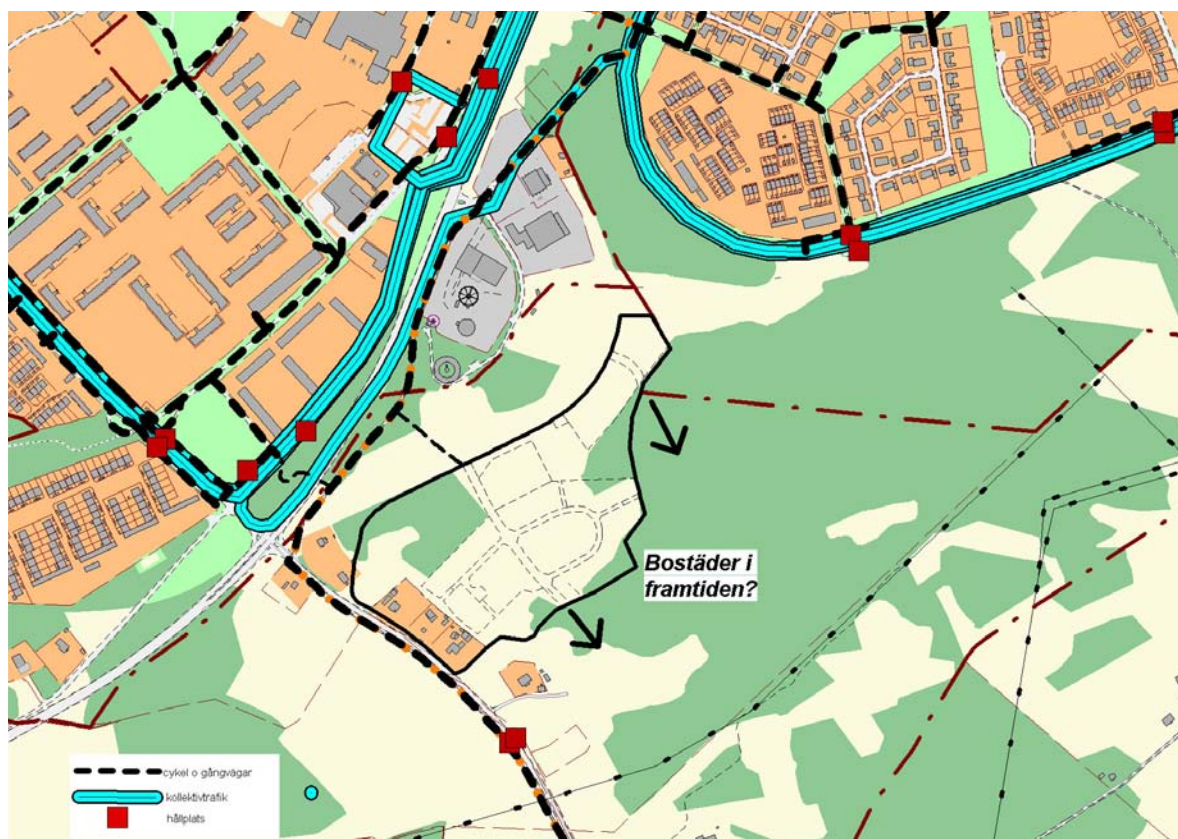 Bostäder i
framtiden?
cykel o gångvägar
kollektivtrafik
hållplats